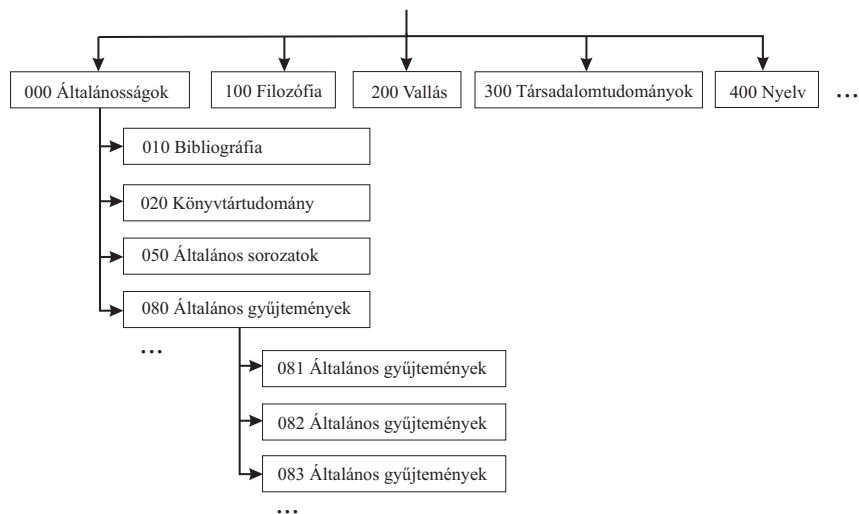 000 Általánosságok
100 Filozófia
200 Vallás
300 Társadalomtudományok
400 Nyelv
...
010 Bibliográfia
020 Könyvtártudomány
050 Általános sorozatok
080 Általános gyűjtemények
...
081 Általános gyűjtemények
082 Általános gyűjtemények
083 Általános gyűjtemények
...